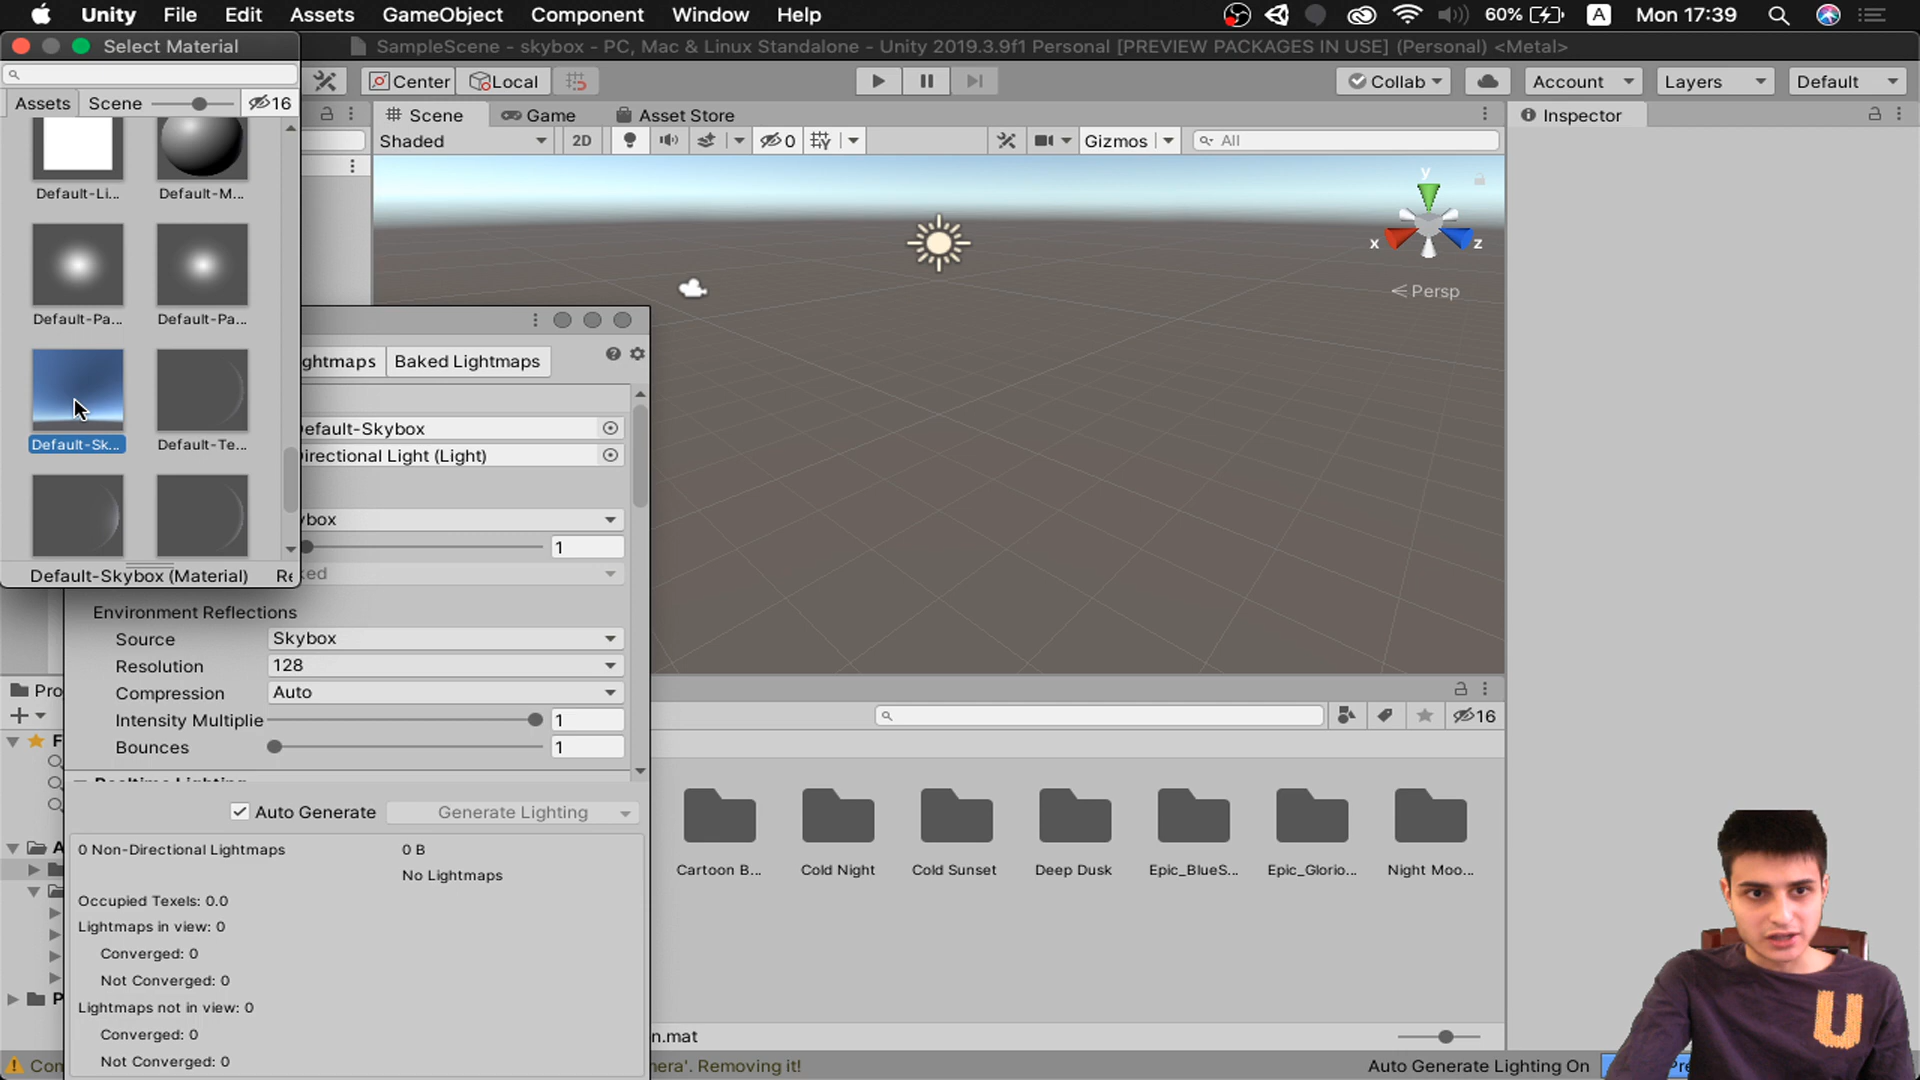 Unity File Edit Assets GameObject Component Window Help 60% A Mon 17:39
Select Material
SampleScene - skybox - PC, Mac & Linux Standalone - Unity 2019.3.9f1 Personal [PREVIEW PACKAGES IN USE] (Personal) <Metal>
Center Local Collab Account Layers Default
Assets Scene 16
Scene Game Asset Store
Inspector
Shaded 2D 0 Gizmos All
Default-Li...
Default-M...
y
x
z
Persp
Default-Pa...
Default-Pa...
Default-Sk...
Default-Te...
Default-Skybox (Material)
ghtmaps Baked Lightmaps
efault-Skybox
irectional Light (Light)
ybox
1
ked
Environment Reflections
Source Skybox
Resolution 128
Compression Auto
Intensity Multiplie 1
Bounces 1
Realtime Lighting
Auto Generate Generate Lighting
0 Non-Directional Lightmaps 0 B
No Lightmaps
Occupied Texels: 0.0
Lightmaps in view: 0
Converged: 0
Not Converged: 0
Lightmaps not in view: 0
Converged: 0
Not Converged: 0
Pro
F
A
P
16
Cartoon B...
Cold Night
Cold Sunset
Deep Dusk
Epic_BlueS...
Epic_Glorio...
Night Moo...
n.mat
Con
nera'. Removing it!
Auto Generate Lighting On
U